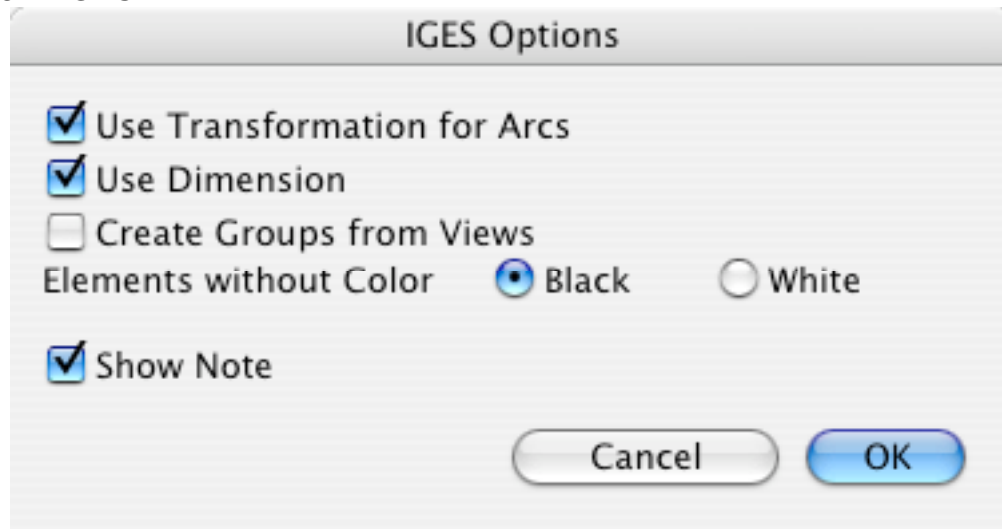 IGES Options
Use Transformation for Arcs
Use Dimension
Create Groups from Views
Elements without Color Black White
Show Note
Cancel OK